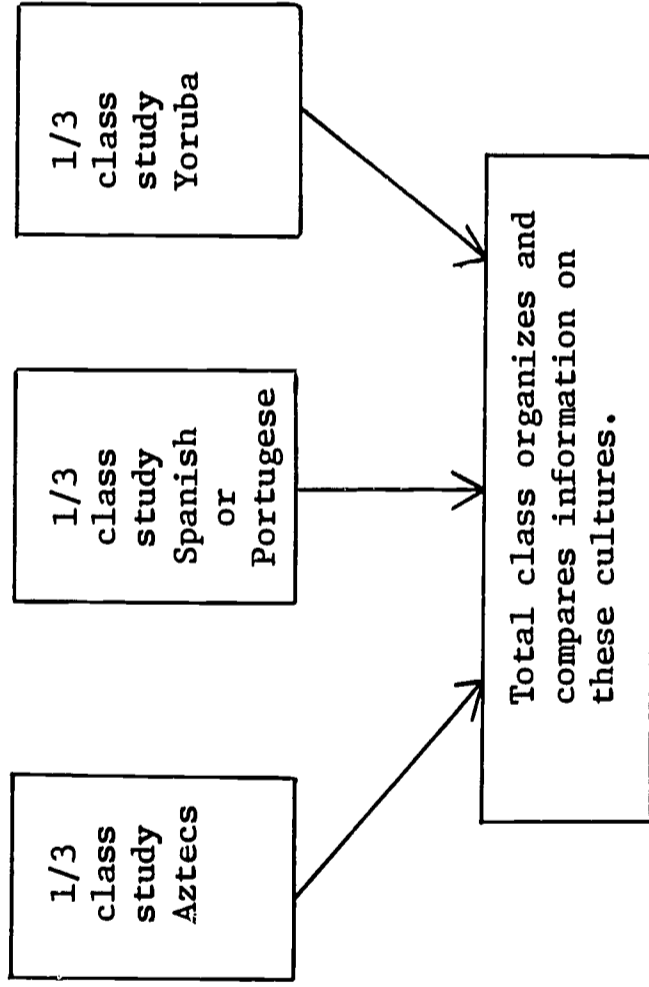 1/3
class
study
Aztecs
1/3
class
study
Spanish
or
Portugese
1/3
class
study
Yoruba
Total class organizes and
compares information on
these cultures.